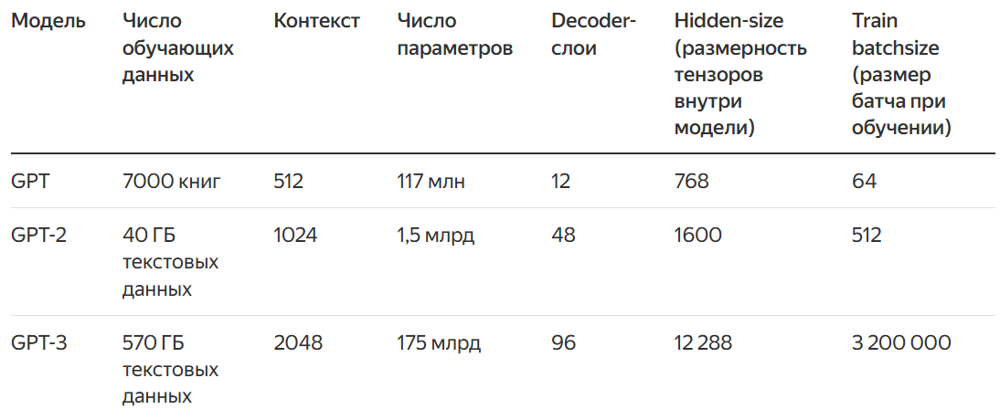 Модель Число обучающих данных Контекст Число параметров Decoder-слои Hidden-size (размерность тензоров внутри модели) Train batchsize (размер батча при обучении)
GPT 7000 книг 512 117 млн 12 768 64
GPT-2 40 ГБ текстовых данных 1024 1,5 млрд 48 1600 512
GPT-3 570 ГБ текстовых данных 2048 175 млрд 96 12 288 3 200 000